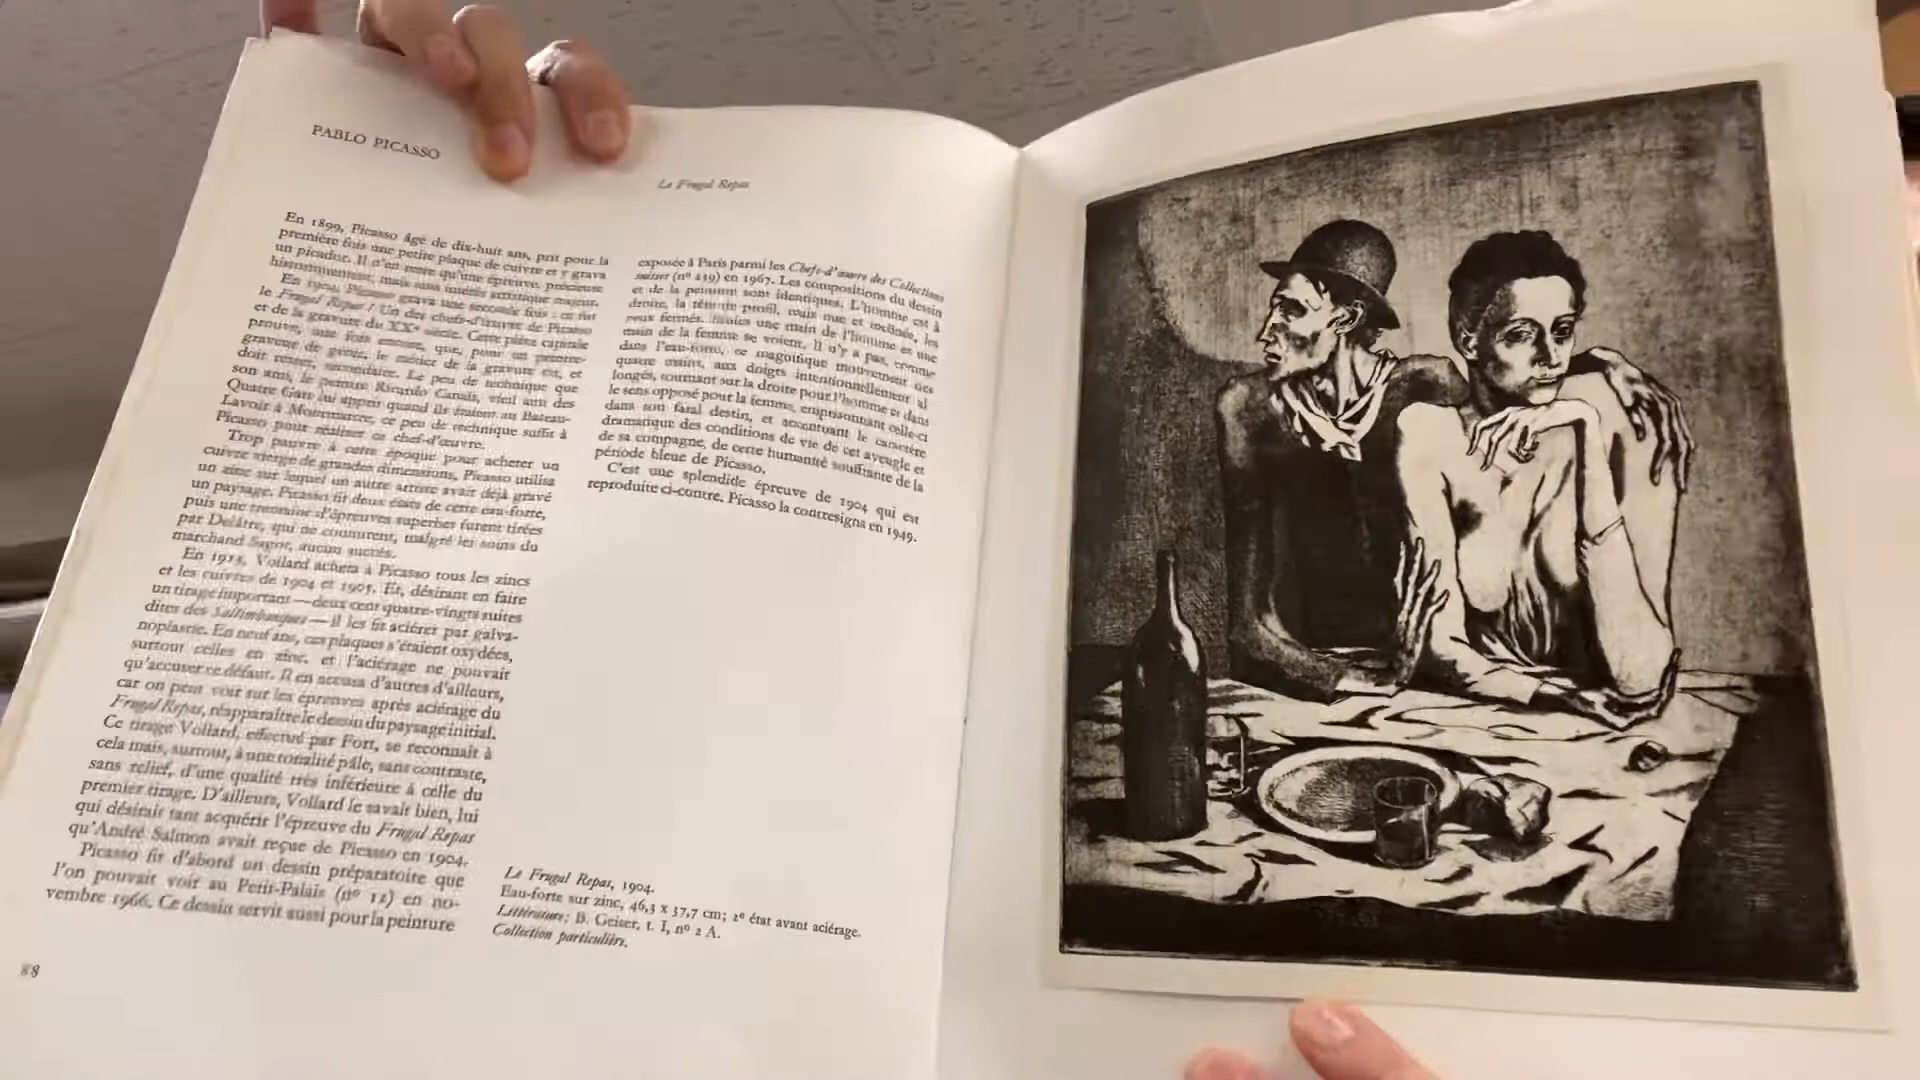 PABLO PICASSO
Le Frugal Repas
En 1899, Picasso âgé de dix-huit ans, prit pour la
première fois une petite plaque de cuivre et y grava
un picador. Il n'en reste qu'une épreuve, précieuse
historiquement, mais sans intérêt artistique majeur.
En 1904, Picasso grava une seconde fois : ce fut
le Frugal Repas ! Un des chefs-d'œuvre de Picasso
et de la gravure du XXe siècle. Cette pièce capitale
prouve, une fois encore, que, pour un peintre-
graveur de génie, le métier de la gravure est, et
doit rester, secondaire. Le peu de technique que
son ami, le peintre Ricardo Canals, vieil ami des
Quatre Gats lui apprit quand ils étaient au Bateau-
Lavoir à Montmartre, ce peu de technique suffit à
Picasso pour réaliser ce chef-d'œuvre.
Trop pauvre à cette époque pour acheter un
cuivre vierge de grandes dimensions, Picasso utilisa
un zinc sur lequel un autre artiste avait déjà gravé
un paysage. Picasso fit deux états de cette eau-forte,
puis une trentaine d'épreuves superbes furent tirées
par Delâtre, qui ne connurent, malgré les soins du
marchand Sagot, aucun succès.
En 1913, Vollard acheta à Picasso tous les zincs
et les cuivres de 1904 et 1905. Et, désirant en faire
un tirage important — deux cent quatre-vingts suites
dites des Saltimbanques — il les fit aciérer par galva-
noplastie. En neuf ans, ces plaques s'étaient oxydées,
surtout celles en zinc, et l'aciérage ne pouvait
qu'accuser ce défaut. Il en accusa d'autres d'ailleurs,
car on peut voir sur les épreuves après aciérage du
Frugal Repas, réapparaître le dessin du paysage initial.
Ce tirage Vollard, effectué par Fort, se reconnaît à
cela mais, surtout, à une tonalité pâle, sans contraste,
sans relief, d'une qualité très inférieure à celle du
premier tirage. D'ailleurs, Vollard le savait bien, lui
qui désirait tant acquérir l'épreuve du Frugal Repas
qu'André Salmon avait reçue de Picasso en 1904.
Picasso fit d'abord un dessin préparatoire que
l'on pouvait voir au Petit-Palais (nº 12) en no-
vembre 1966. Ce dessin servit aussi pour la peinture
exposée à Paris parmi les Chefs-d'œuvre des Collections
suisses (nº 239) en 1967. Les compositions du dessin
et de la peinture sont identiques. L'homme est à
droite, la tête en profil, mais nue et inclinée, les
yeux fermés. Seules une main de l'homme et une
main de la femme se voient. Il n'y a pas, comme
dans l'eau-forte, ce magnifique mouvement des
quatre mains, aux doigts intentionnellement al
longés, tournant sur la droite pour l'homme et dans
le sens opposé pour la femme, emprisonnant celle-ci
dans son fatal destin, et accentuant le caractère
dramatique des conditions de vie de cet aveugle et
de sa compagne, de cette humanité souffrante de la
période bleue de Picasso.
C'est une splendide épreuve de 1904 qui est
reproduite ci-contre. Picasso la contresigna en 1949.
Le Frugal Repas, 1904.
Eau-forte sur zinc, 46,3 x 37,7 cm; 2e état avant aciérage.
Littérature: B. Geiser, t. I, nº 2 A.
Collection particulière.
88